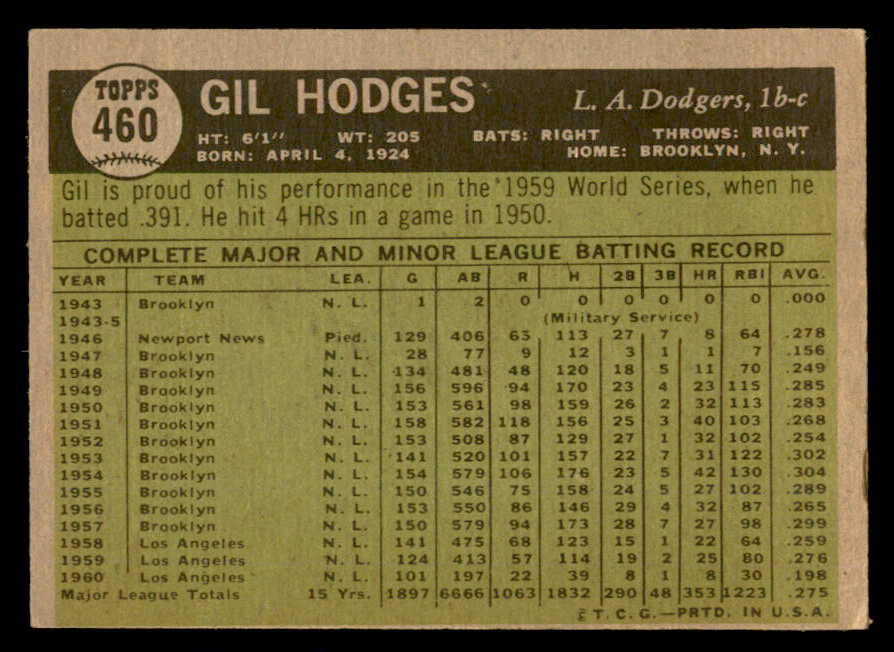 TOPPS
460
GIL HODGES
L. A. Dodgers, 1b-c
HT: 6'1" WT: 205 BATS: RIGHT THROWS: RIGHT
BORN: APRIL 4, 1924 HOME: BROOKLYN, N. Y.
Gil is proud of his performance in the 1959 World Series, when he
batted .391. He hit 4 HRs in a game in 1950.
COMPLETE MAJOR AND MINOR LEAGUE BATTING RECORD
YEAR TEAM LEA. G AB R H 2B 3B HR RBI AVG.
1943 Brooklyn N. L. 1 2 0 0 0 0 0 0 .000
1943-5 (Military Service)
1946 Newport News Pied. 129 406 65 113 27 7 8 64 .278
1947 Brooklyn N. L. 28 77 9 12 3 1 1 7 .156
1948 Brooklyn N. L. 134 481 48 120 18 5 11 70 .249
1949 Brooklyn N. L. 156 596 94 170 23 4 23 115 .285
1950 Brooklyn N. L. 153 561 98 159 26 2 32 113 .283
1951 Brooklyn N. L. 158 582 118 156 25 3 40 103 .268
1952 Brooklyn N. L. 153 508 87 129 27 1 32 102 .254
1953 Brooklyn N. L. 141 520 101 157 22 7 31 122 .302
1954 Brooklyn N. L. 154 579 106 176 23 5 42 130 .304
1955 Brooklyn N. L. 150 546 75 158 24 5 27 102 .289
1956 Brooklyn N. L. 153 550 86 146 29 4 32 87 .265
1957 Brooklyn N. L. 150 579 94 173 28 7 27 98 .299
1958 Los Angeles N. L. 141 475 68 123 15 1 22 64 .259
1959 Los Angeles N. L. 124 413 57 114 19 2 25 80 .276
1960 Los Angeles N. L. 101 197 22 39 8 1 8 30 .198
Major League Totals 15 Yrs. 1897 6666 1063 1832 290 48 353 1223 .275
T. C. G.—PRTD. IN U.S.A.